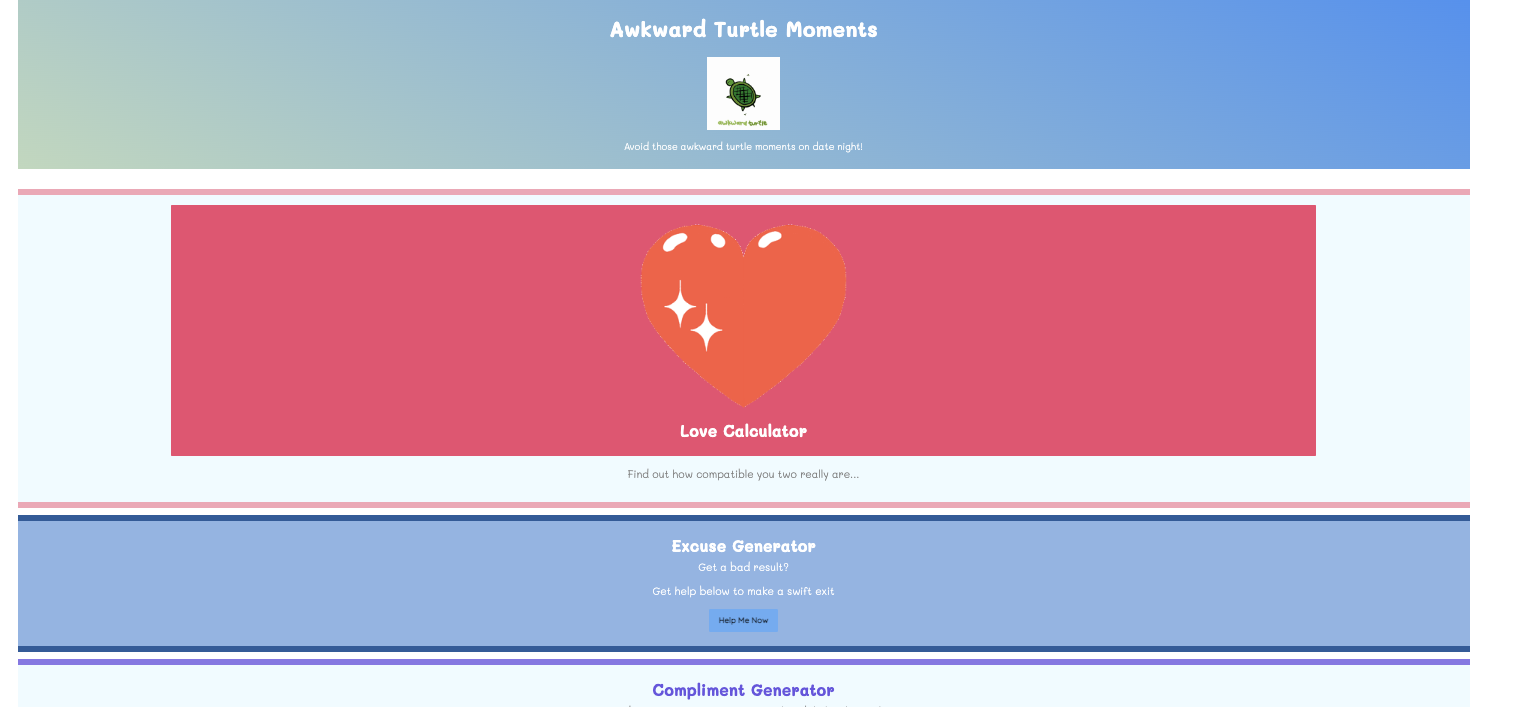 Awkward Turtle Moments
awkward turtle
Avoid those awkward turtle moments on date night!
Love Calculator
Find out how compatible you two really are...
Excuse Generator
Get a bad result?
Get help below to make a swift exit
Help Me Now
Compliment Generator